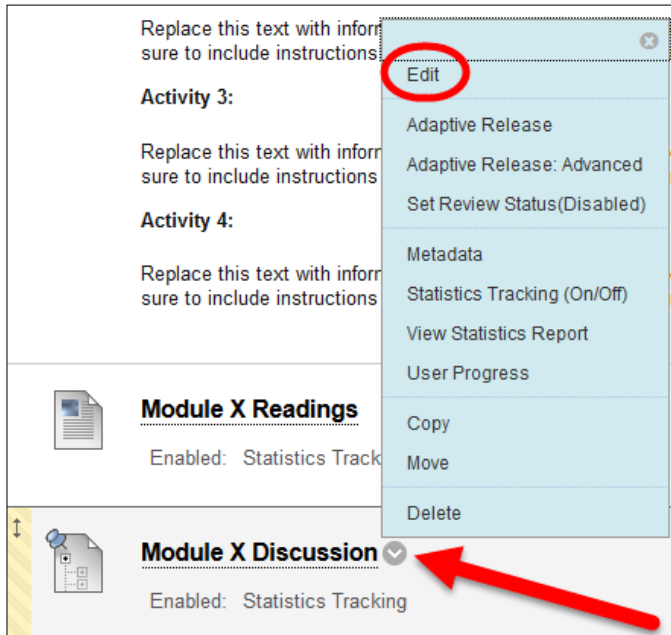 Replace this text with inforr
sure to include instructions
Activity 3:
Replace this text with inforr
sure to include instructions
Activity 4:
Replace this text with inforr
sure to include instructions
Edit
Adaptive Release
Adaptive Release: Advanced
Set Review Status(Disabled)
Metadata
Statistics Tracking (On/Off)
View Statistics Report
User Progress
Copy
Move
Delete
Module X Readings
Enabled: Statistics Track
Module X Discussion
Enabled: Statistics Tracking